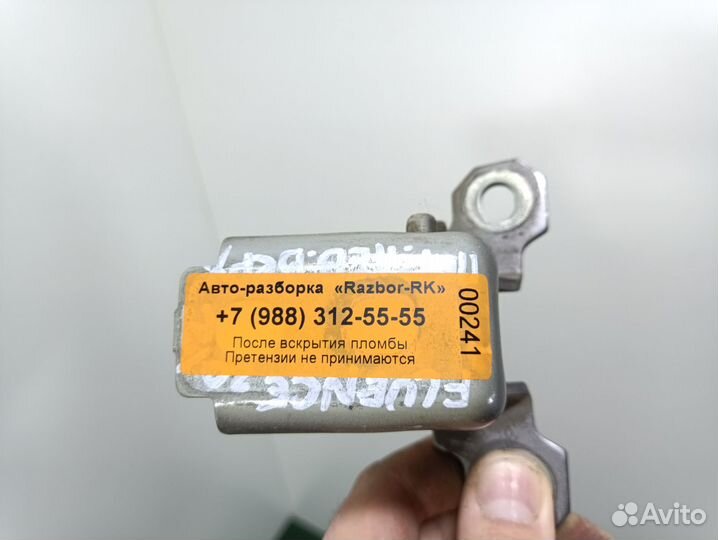 Авто-разборка «Razbor-RK»
+7 (988) 312-55-55
После вскрытия пломбы
Претензии не принимаются
00241
FLUENCE
Avito